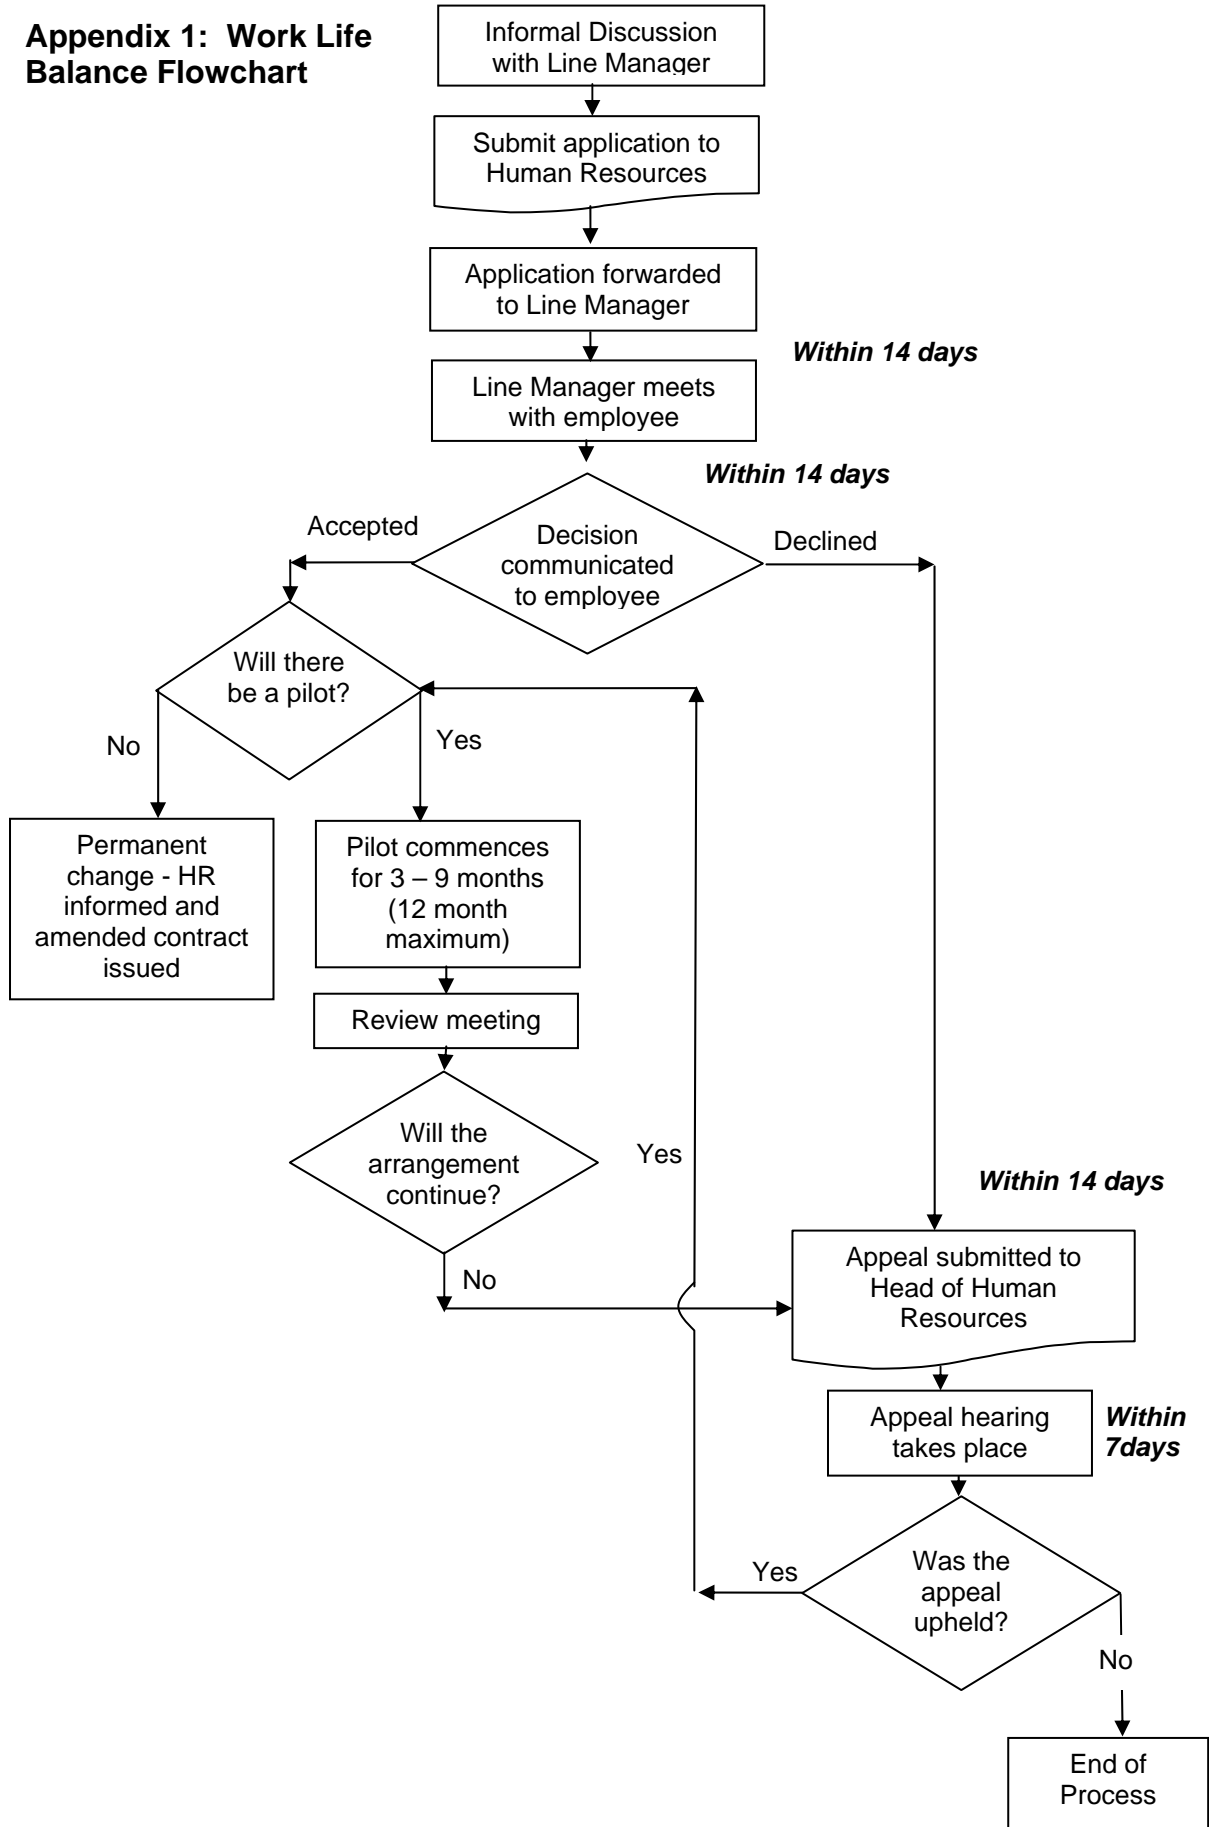 Appendix 1:  Work Life
Balance Flowchart
Informal Discussion
with Line Manager
Submit application to
Human Resources
Application forwarded
to Line Manager
Within 14 days
Line Manager meets
with employee
Within 14 days
Accepted
Decision
communicated
to employee
Declined
Will there
be a pilot?
No
Yes
Permanent
change - HR
informed and
amended contract
issued
Pilot commences
for 3 – 9 months
(12 month
maximum)
Review meeting
Will the
arrangement
continue?
Yes
Within 14 days
No
Appeal submitted to
Head of Human
Resources
Appeal hearing
takes place
Within
7days
Yes
Was the
appeal
upheld?
No
End of
Process